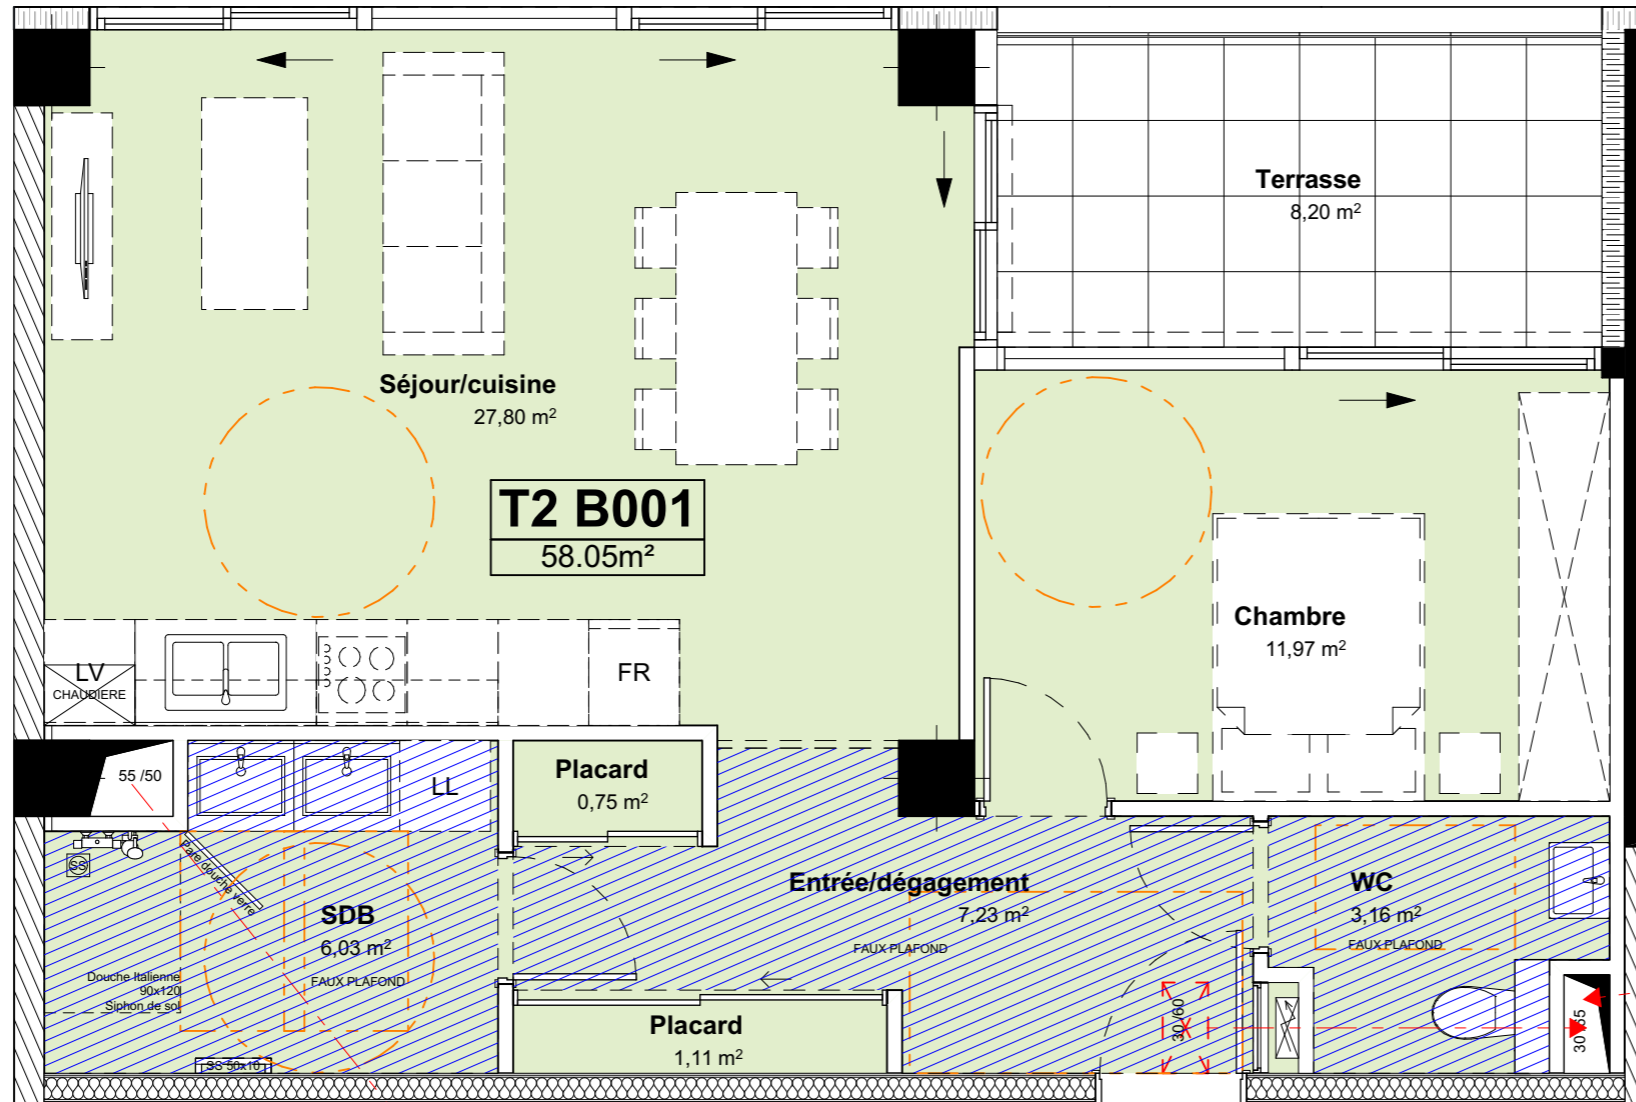 Terrasse
8,20 m²
Séjour/cuisine
27,80 m²
T2 B001
58.05m²
Chambre
11,97 m²
LV
CHAUDIERE
FR
55 /50
LL
Placard
0,75 m²
SS
Pare douche verre
SDB
6,03 m²
FAUX PLAFOND
Douche Italienne
90x120
Siphon de sol
SS 50x10
Entrée/dégagement
7,23 m²
FAUX PLAFOND
WC
3,16 m²
FAUX PLAFOND
Placard
1,11 m²
30 /60